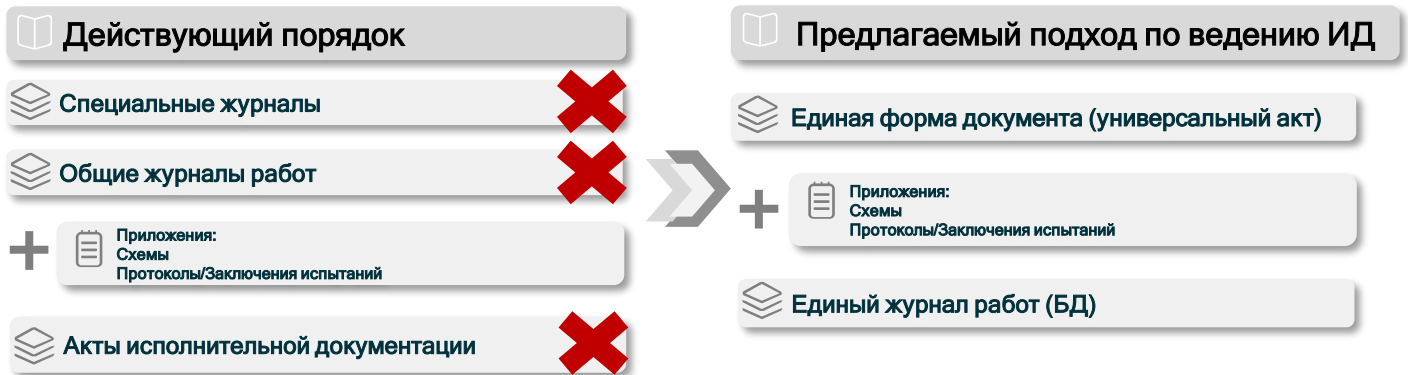 Действующий порядок
Специальные журналы
Общие журналы работ
Приложения:
Схемы
Протоколы/Заключения испытаний
Акты исполнительной документации
Предлагаемый подход по ведению ИД
Единая форма документа (универсальный акт)
Приложения:
Схемы
Протоколы/Заключения испытаний
Единый журнал работ (БД)